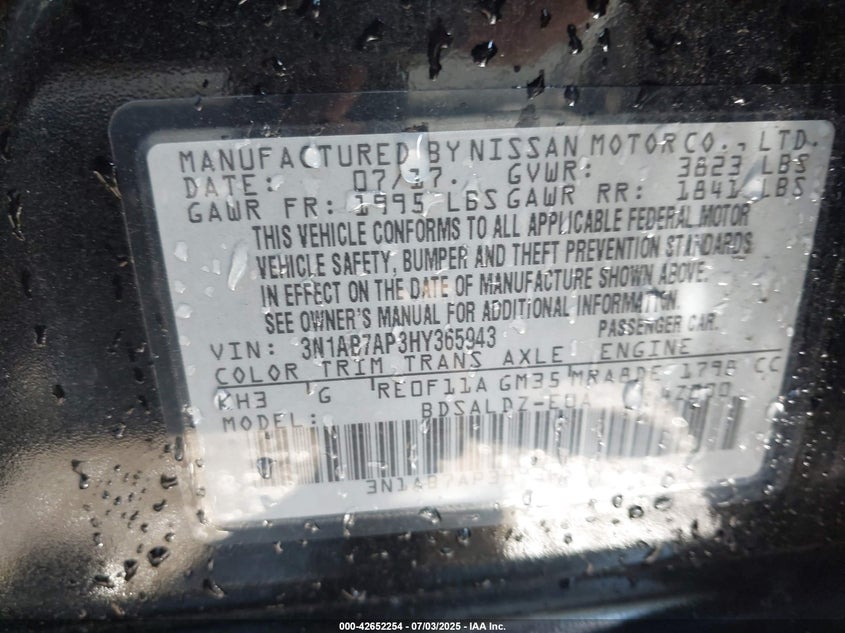 MANUFACTURED BY NISSAN MOTOR CO., LTD.
DATE: 07/17. GVWR: 3823 LBS
GAWR FR: 1995 LBS GAWR RR: 1841 LBS
THIS VEHICLE CONFORMS TO ALL APPLICABLE FEDERAL MOTOR
VEHICLE SAFETY, BUMPER AND THEFT PREVENTION STANDARDS
IN EFFECT ON THE DATE OF MANUFACTURE SHOWN ABOVE.
SEE OWNER'S MANUAL FOR ADDITIONAL INFORMATION.
PASSENGER CAR.
VIN: 3N1AB7AP3HY365943
COLOR TRIM TRANS AXLE ENGINE
KH3 G RE0F11A GM35 MRA8DE 1798 CC
MODEL: BDSALDZ-EUA
000-42652254 | 07/03/2025 | IAA Inc.